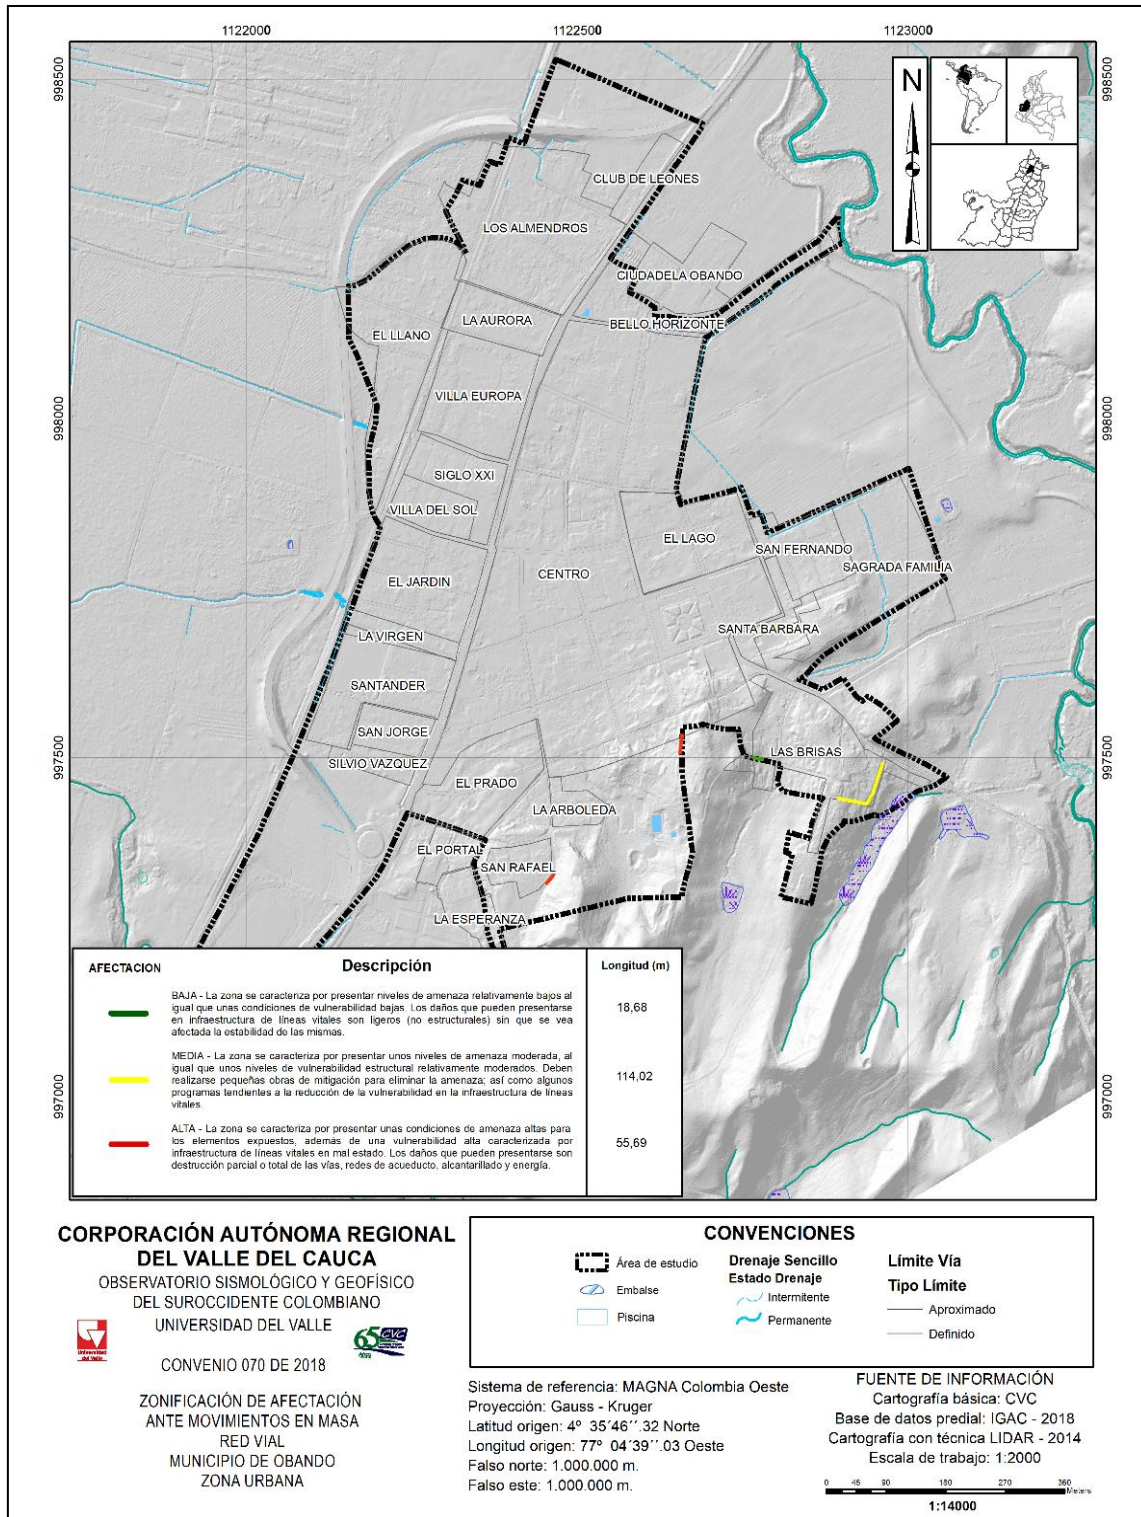 1122000
1122500
1123000
998500
998500
N
CLUB DE LEONES
LOS ALMENDROS
CIUDADELA OBANDO
LA AURORA
BELLO HORIZONTE
EL LLANO
VILLA EUROPA
998000
998000
SIGLO XXI
VILLA DEL SOL
EL LAGO
SAN FERNANDO
CENTRO
SAGRADA FAMILIA
EL JARDIN
SANTA BARBARA
LA VIRGEN
SANTANDER
SAN JORGE
LAS BRISAS
SILVIO VAZQUEZ
997500
997500
EL PRADO
LA ARBOLEDA
EL PORTAL
SAN RAFAEL
LA ESPERANZA
AFECTACION
Descripción
Longitud (m)
BAJA - La zona se caracteriza por presentar niveles de amenaza relativamente bajos al
igual que unas condiciones de vulnerabilidad bajas. Los daños que pueden presentarse
en infraestructura de líneas vitales son ligeros (no estructurales) sin que se vea
afectada la estabilidad de las mismas.
18,68
MEDIA - La zona se caracteriza por presentar unos niveles de amenaza moderada, al
igual que unos niveles de vulnerabilidad estructural relativamente moderados. Deben
realizarse pequeñas obras de mitigación para eliminar la amenaza; así como algunos
programas tendientes a la reducción de la vulnerabilidad en la infraestructura de líneas
vitales.
114,02
997000
997000
ALTA - La zona se caracteriza por presentar unas condiciones de amenaza altas para
los elementos expuestos, además de una vulnerabilidad alta caracterizada por
infraestructura de líneas vitales en mal estado. Los daños que pueden presentarse son
destrucción parcial o total de las vías, redes de acueducto, alcantarillado y energía.
55,69
CORPORACIÓN AUTÓNOMA REGIONAL
DEL VALLE DEL CAUCA
OBSERVATORIO SISMOLÓGICO Y GEOFÍSICO
DEL SUROCCIDENTE COLOMBIANO
UNIVERSIDAD DEL VALLE
Universidad
del Valle
65 CVC
CONVENIO 070 DE 2018
ZONIFICACIÓN DE AFECTACIÓN
ANTE MOVIMIENTOS EN MASA
RED VIAL
MUNICIPIO DE OBANDO
ZONA URBANA
CONVENCIONES
Área de estudio
Embalse
Piscina
Drenaje Sencillo
Estado Drenaje
Intermitente
Permanente
Límite Vía
Tipo Límite
Aproximado
Definido
Sistema de referencia: MAGNA Colombia Oeste
Proyección: Gauss - Kruger
Latitud origen: 4º 35´46´´.32 Norte
Longitud origen: 77º 04´39´´.03 Oeste
Falso norte: 1.000.000 m.
Falso este: 1.000.000 m.
FUENTE DE INFORMACIÓN
Cartografía básica: CVC
Base de datos predial: IGAC - 2018
Cartografía con técnica LIDAR - 2014
Escala de trabajo: 1:2000
0 45 90 180 270 360
Meters
1:14000